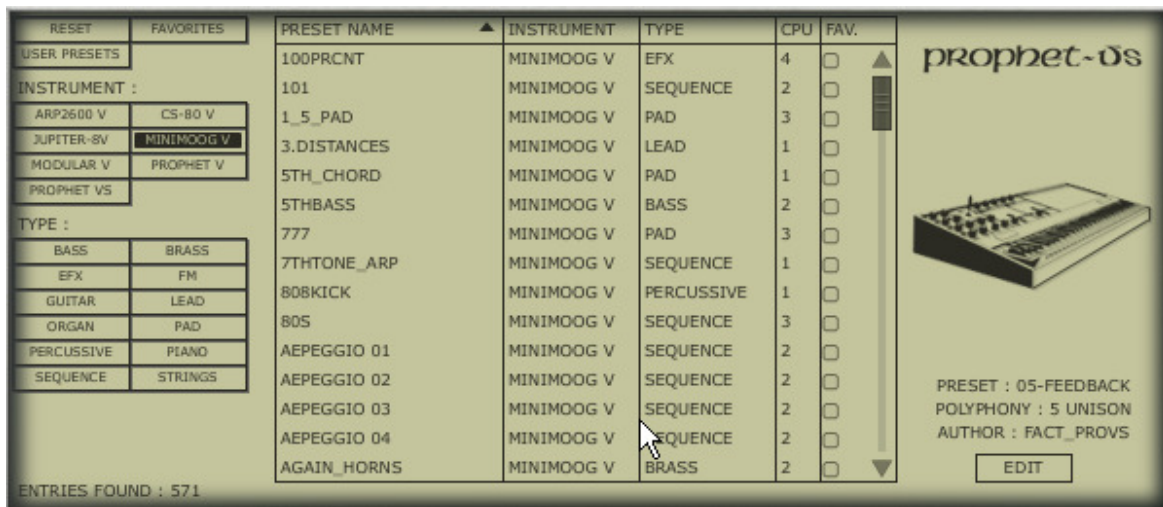 RESET FAVORITES
USER PRESETS
INSTRUMENT :
ARP2600 V CS-80 V
JUPITER-8V MINIMOOG V
MODULAR V PROPHET V
PROPHET VS
TYPE :
BASS BRASS
EFX FM
GUITAR LEAD
ORGAN PAD
PERCUSSIVE PIANO
SEQUENCE STRINGS
ENTRIES FOUND : 571
PRESET NAME INSTRUMENT TYPE CPU FAV.
100PRCNT MINIMOOG V EFX 4
101 MINIMOOG V SEQUENCE 2
1_5_PAD MINIMOOG V PAD 3
3.DISTANCES MINIMOOG V LEAD 1
5TH_CHORD MINIMOOG V PAD 1
5THBASS MINIMOOG V BASS 2
777 MINIMOOG V PAD 3
7THTONE_ARP MINIMOOG V SEQUENCE 1
808KICK MINIMOOG V PERCUSSIVE 1
80S MINIMOOG V SEQUENCE 3
AEPEGGIO 01 MINIMOOG V SEQUENCE 2
AEPEGGIO 02 MINIMOOG V SEQUENCE 2
AEPEGGIO 03 MINIMOOG V SEQUENCE 2
AEPEGGIO 04 MINIMOOG V SEQUENCE 2
AGAIN_HORNS MINIMOOG V BRASS 2
prophet-vs
PRESET : 05-FEEDBACK
POLYPHONY : 5 UNISON
AUTHOR : FACT_PROVS
EDIT